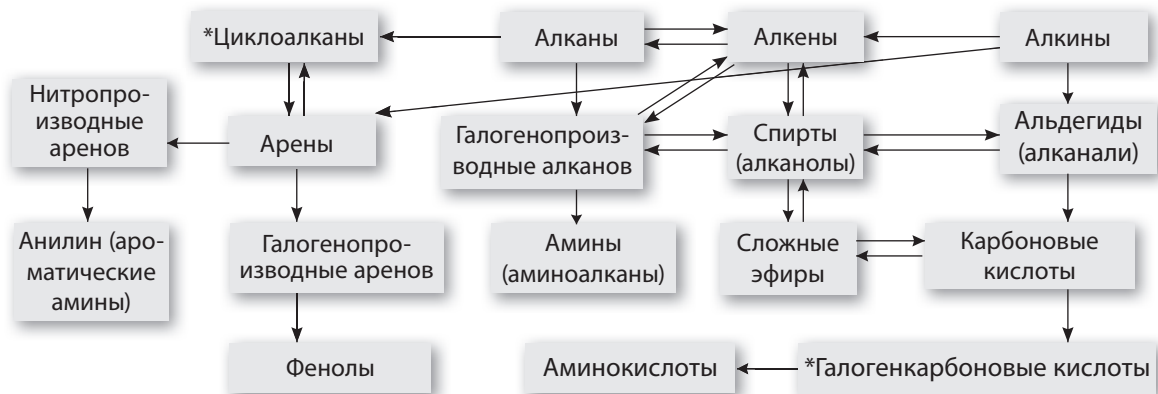 *Циклоалканы
Алканы
Алкены
Алкины
Нитропро-
изводные
аренов
Арены
Галогенопроиз-
водные алканов
Спирты
(алканолы)
Альдегиды
(алканали)
Анилин (аро-
матические
амины)
Галогенопро-
изводные аренов
Амины
(аминоалканы)
Сложные
эфиры
Карбоновые
кислоты
Фенолы
Аминокислоты
*Галогенкарбоновые кислоты